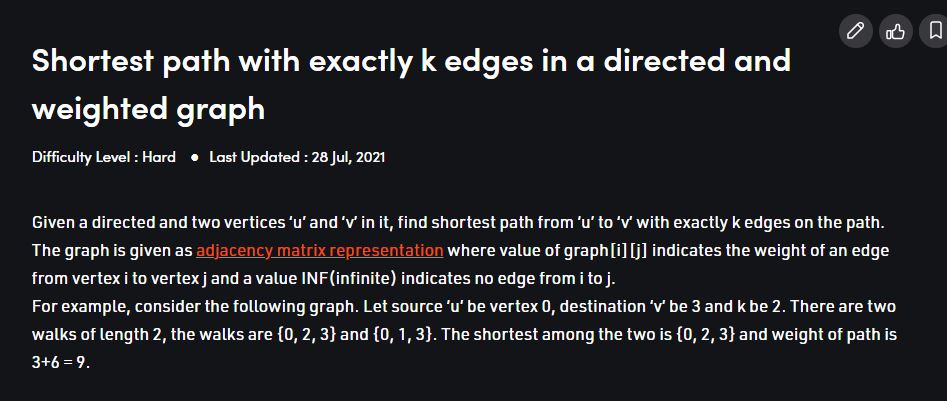 Shortest path with exactly k edges in a directed and
weighted graph
Difficulty Level : Hard ● Last Updated : 28 Jul, 2021
Given a directed and two vertices ‘u’ and ‘v’ in it, find shortest path from ‘u’ to ‘v’ with exactly k edges on the path.
The graph is given as adjacency matrix representation where value of graph[i][j] indicates the weight of an edge
from vertex i to vertex j and a value INF(infinite) indicates no edge from i to j.
For example, consider the following graph. Let source ‘u’ be vertex 0, destination ‘v’ be 3 and k be 2. There are two
walks of length 2, the walks are {0, 2, 3} and {0, 1, 3}. The shortest among the two is {0, 2, 3} and weight of path is
3+6 = 9.